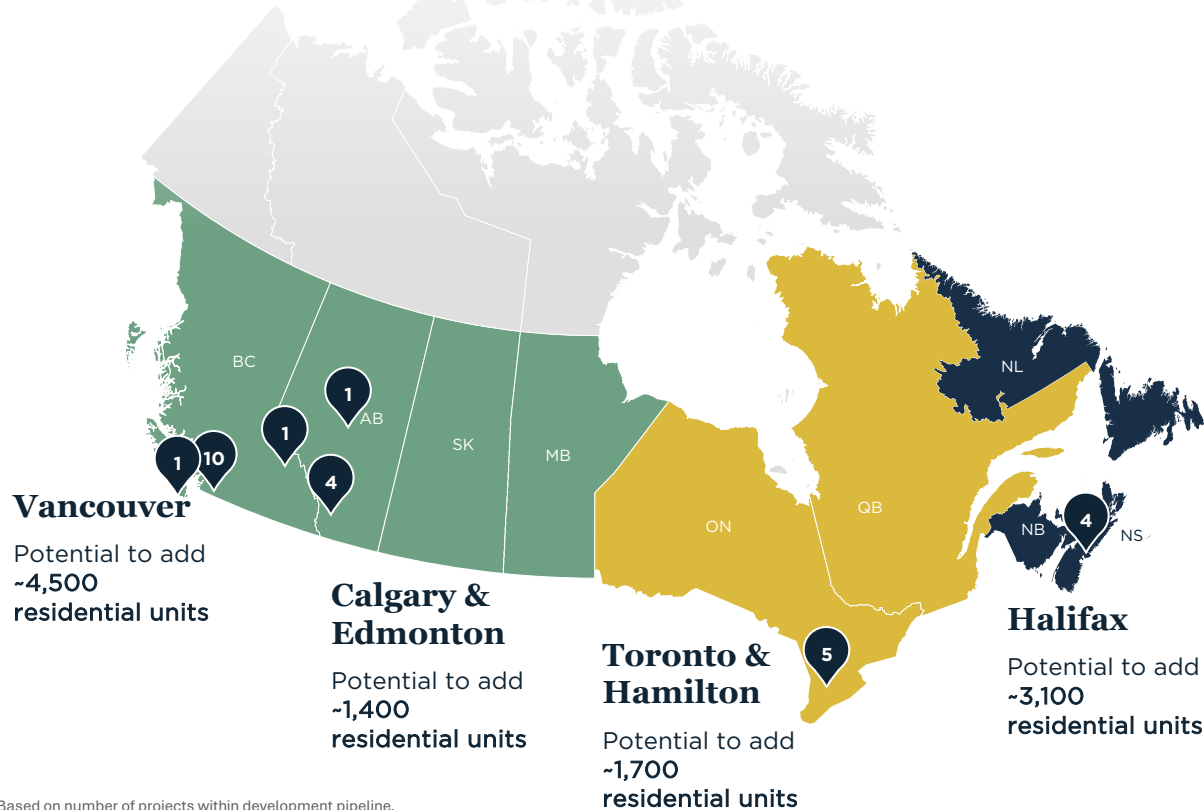 BC
AB
SK
MB
ON
QB
NL
NB
NS
1
10
1
1
4
5
4
Vancouver
Potential to add
~4,500
residential units
Calgary &
Edmonton
Potential to add
~1,400
residential units
Toronto &
Hamilton
Potential to add
~1,700
residential units
Halifax
Potential to add
~3,100
residential units
Based on number of projects within development pipeline.